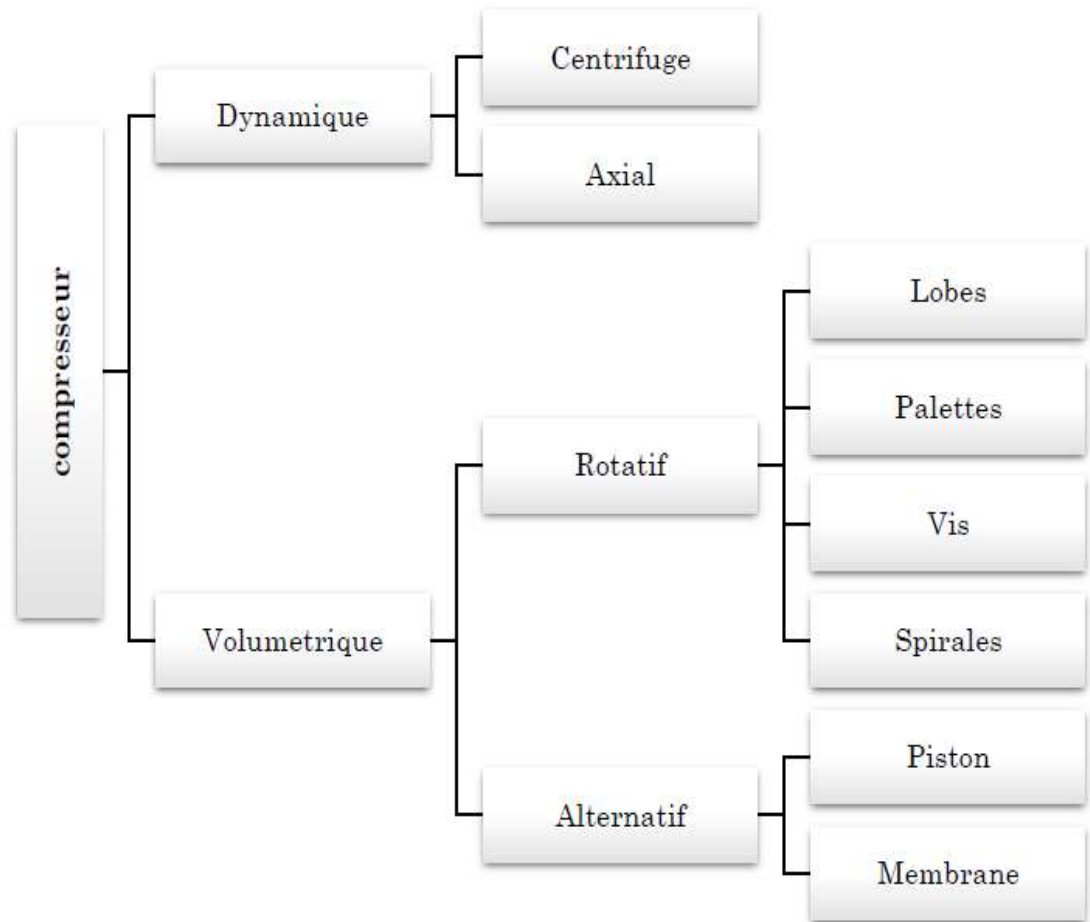 compresseur
Dynamique
Centrifuge
Axial
Volumetrique
Rotatif
Lobes
Palettes
Vis
Spirales
Alternatif
Piston
Membrane